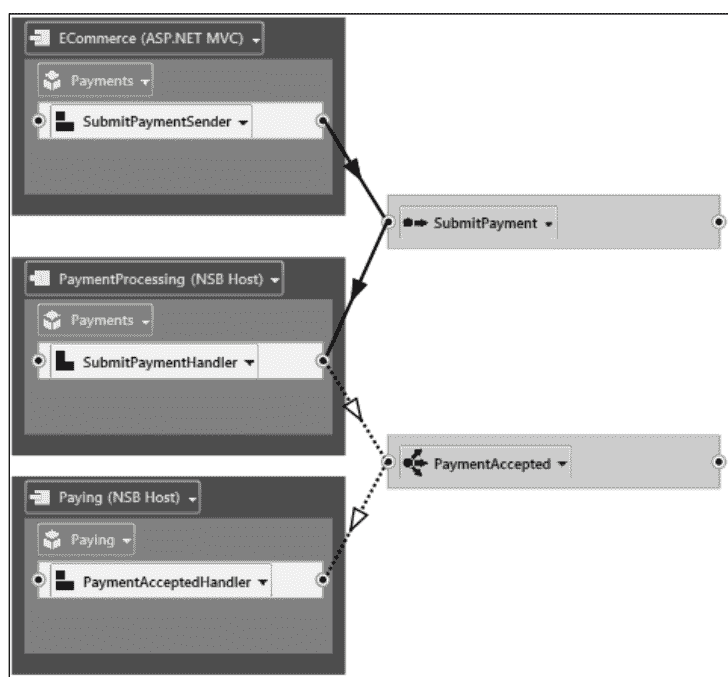 ECommerce (ASP.NET MVC)
Payments
SubmitPaymentSender
SubmitPayment
PaymentProcessing (NSB Host)
Payments
SubmitPaymentHandler
PaymentAccepted
Paying (NSB Host)
Paying
PaymentAcceptedHandler